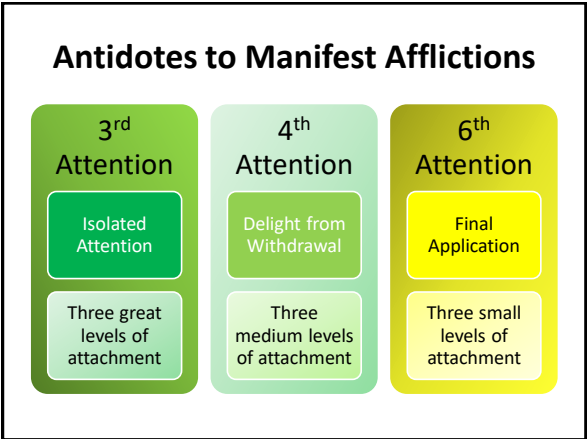 Antidotes to Manifest Afflictions
3rd
Attention
Isolated
Attention
Three great
levels of
attachment
4th
Attention
Delight from
Withdrawal
Three
medium levels
of attachment
6th
Attention
Final
Application
Three small
levels of
attachment